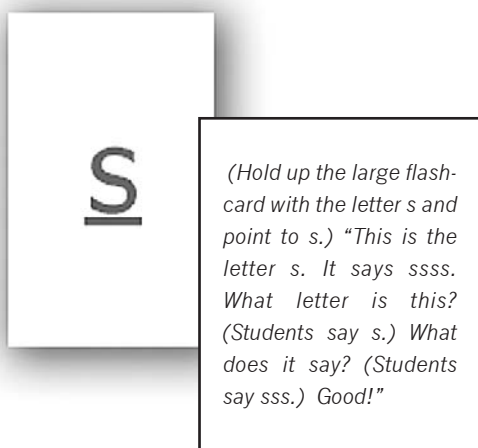 s
(Hold up the large flash-
card with the letter s and
point to s.) “This is the
letter s. It says ssss.
What letter is this?
(Students say s.) What
does it say? (Students
say sss.) Good!”